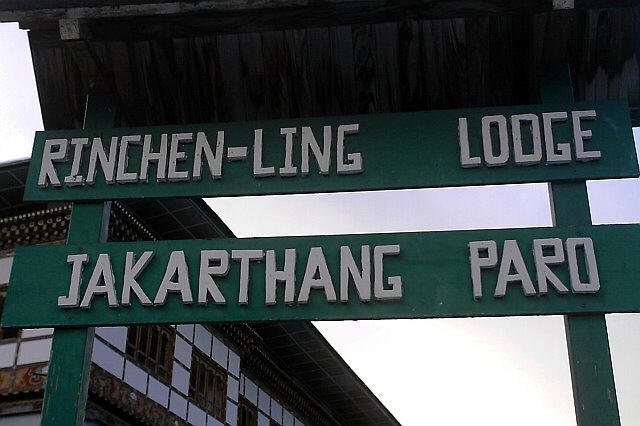 RINCHEN-LING LODGE
JAKARTHANG PARO